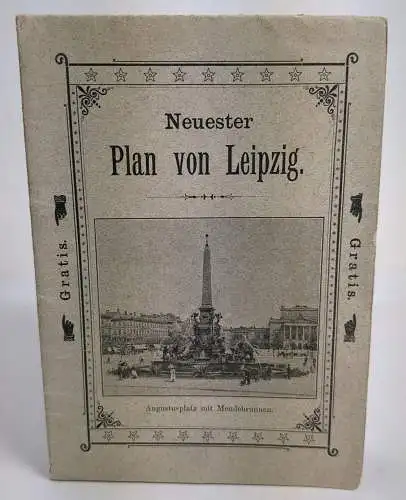 Neuester
Plan von Leipzig.
Gratis.
Gratis.
Augustusplatz mit Mendebrunnen.